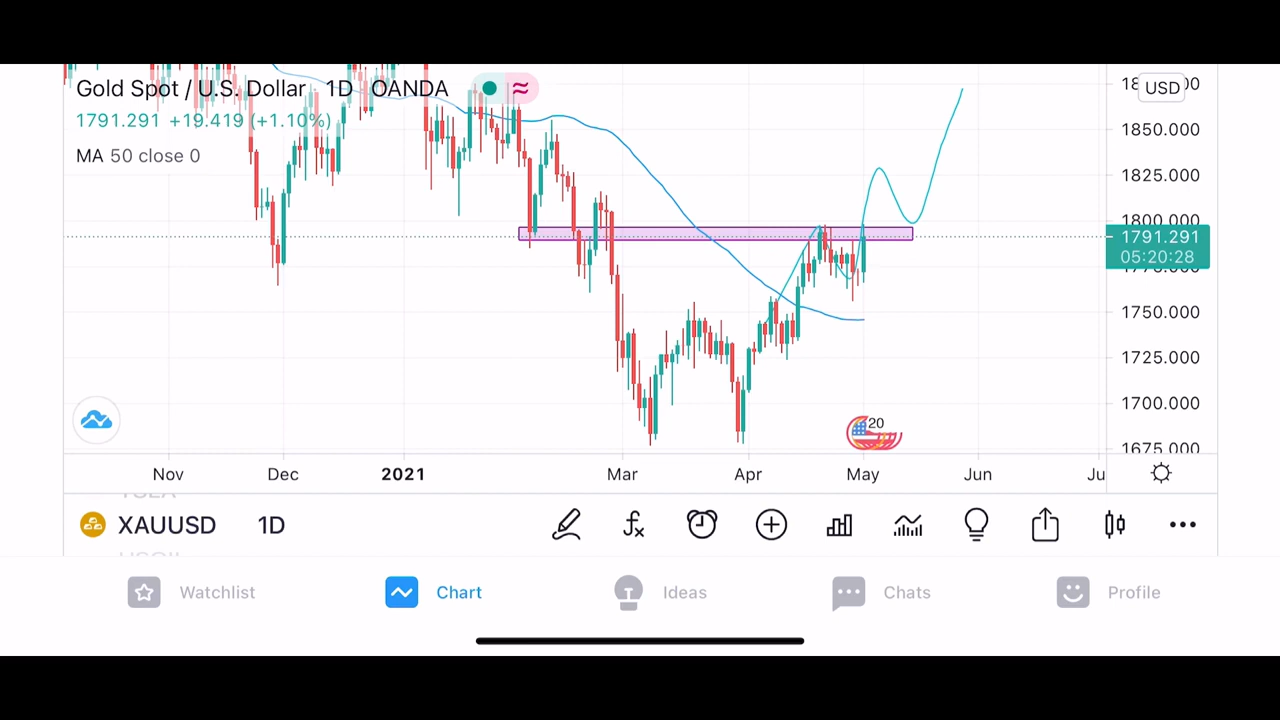 Gold Spot / U.S. Dollar · 1D · OANDA
USD
1791.291 +19.419 (+1.10%)
MA 50 close 0
1850.000
1825.000
1800.000
1791.291
05:20:28
1750.000
1725.000
1700.000
1675.000
20
Nov Dec 2021 Mar Apr May Jun Ju
XAUUSD 1D
Watchlist Chart Ideas Chats Profile